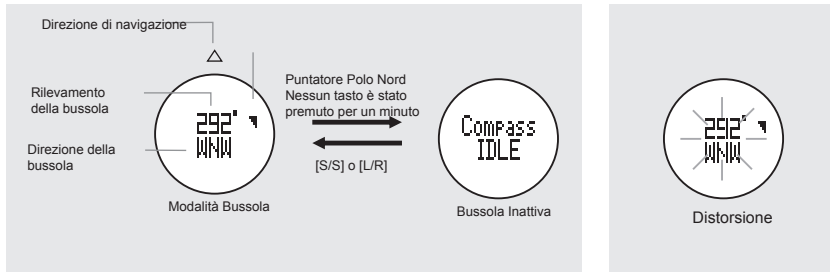 Direzione di navigazione
Rilevamento
della bussola
Direzione della
bussola
292°
WNW
Modalità Bussola
Puntatore Polo Nord
Nessun tasto è stato
premuto per un minuto
[S/S] o [L/R]
Compass
IDLE
Bussola Inattiva
292°
WNW
Distorsione